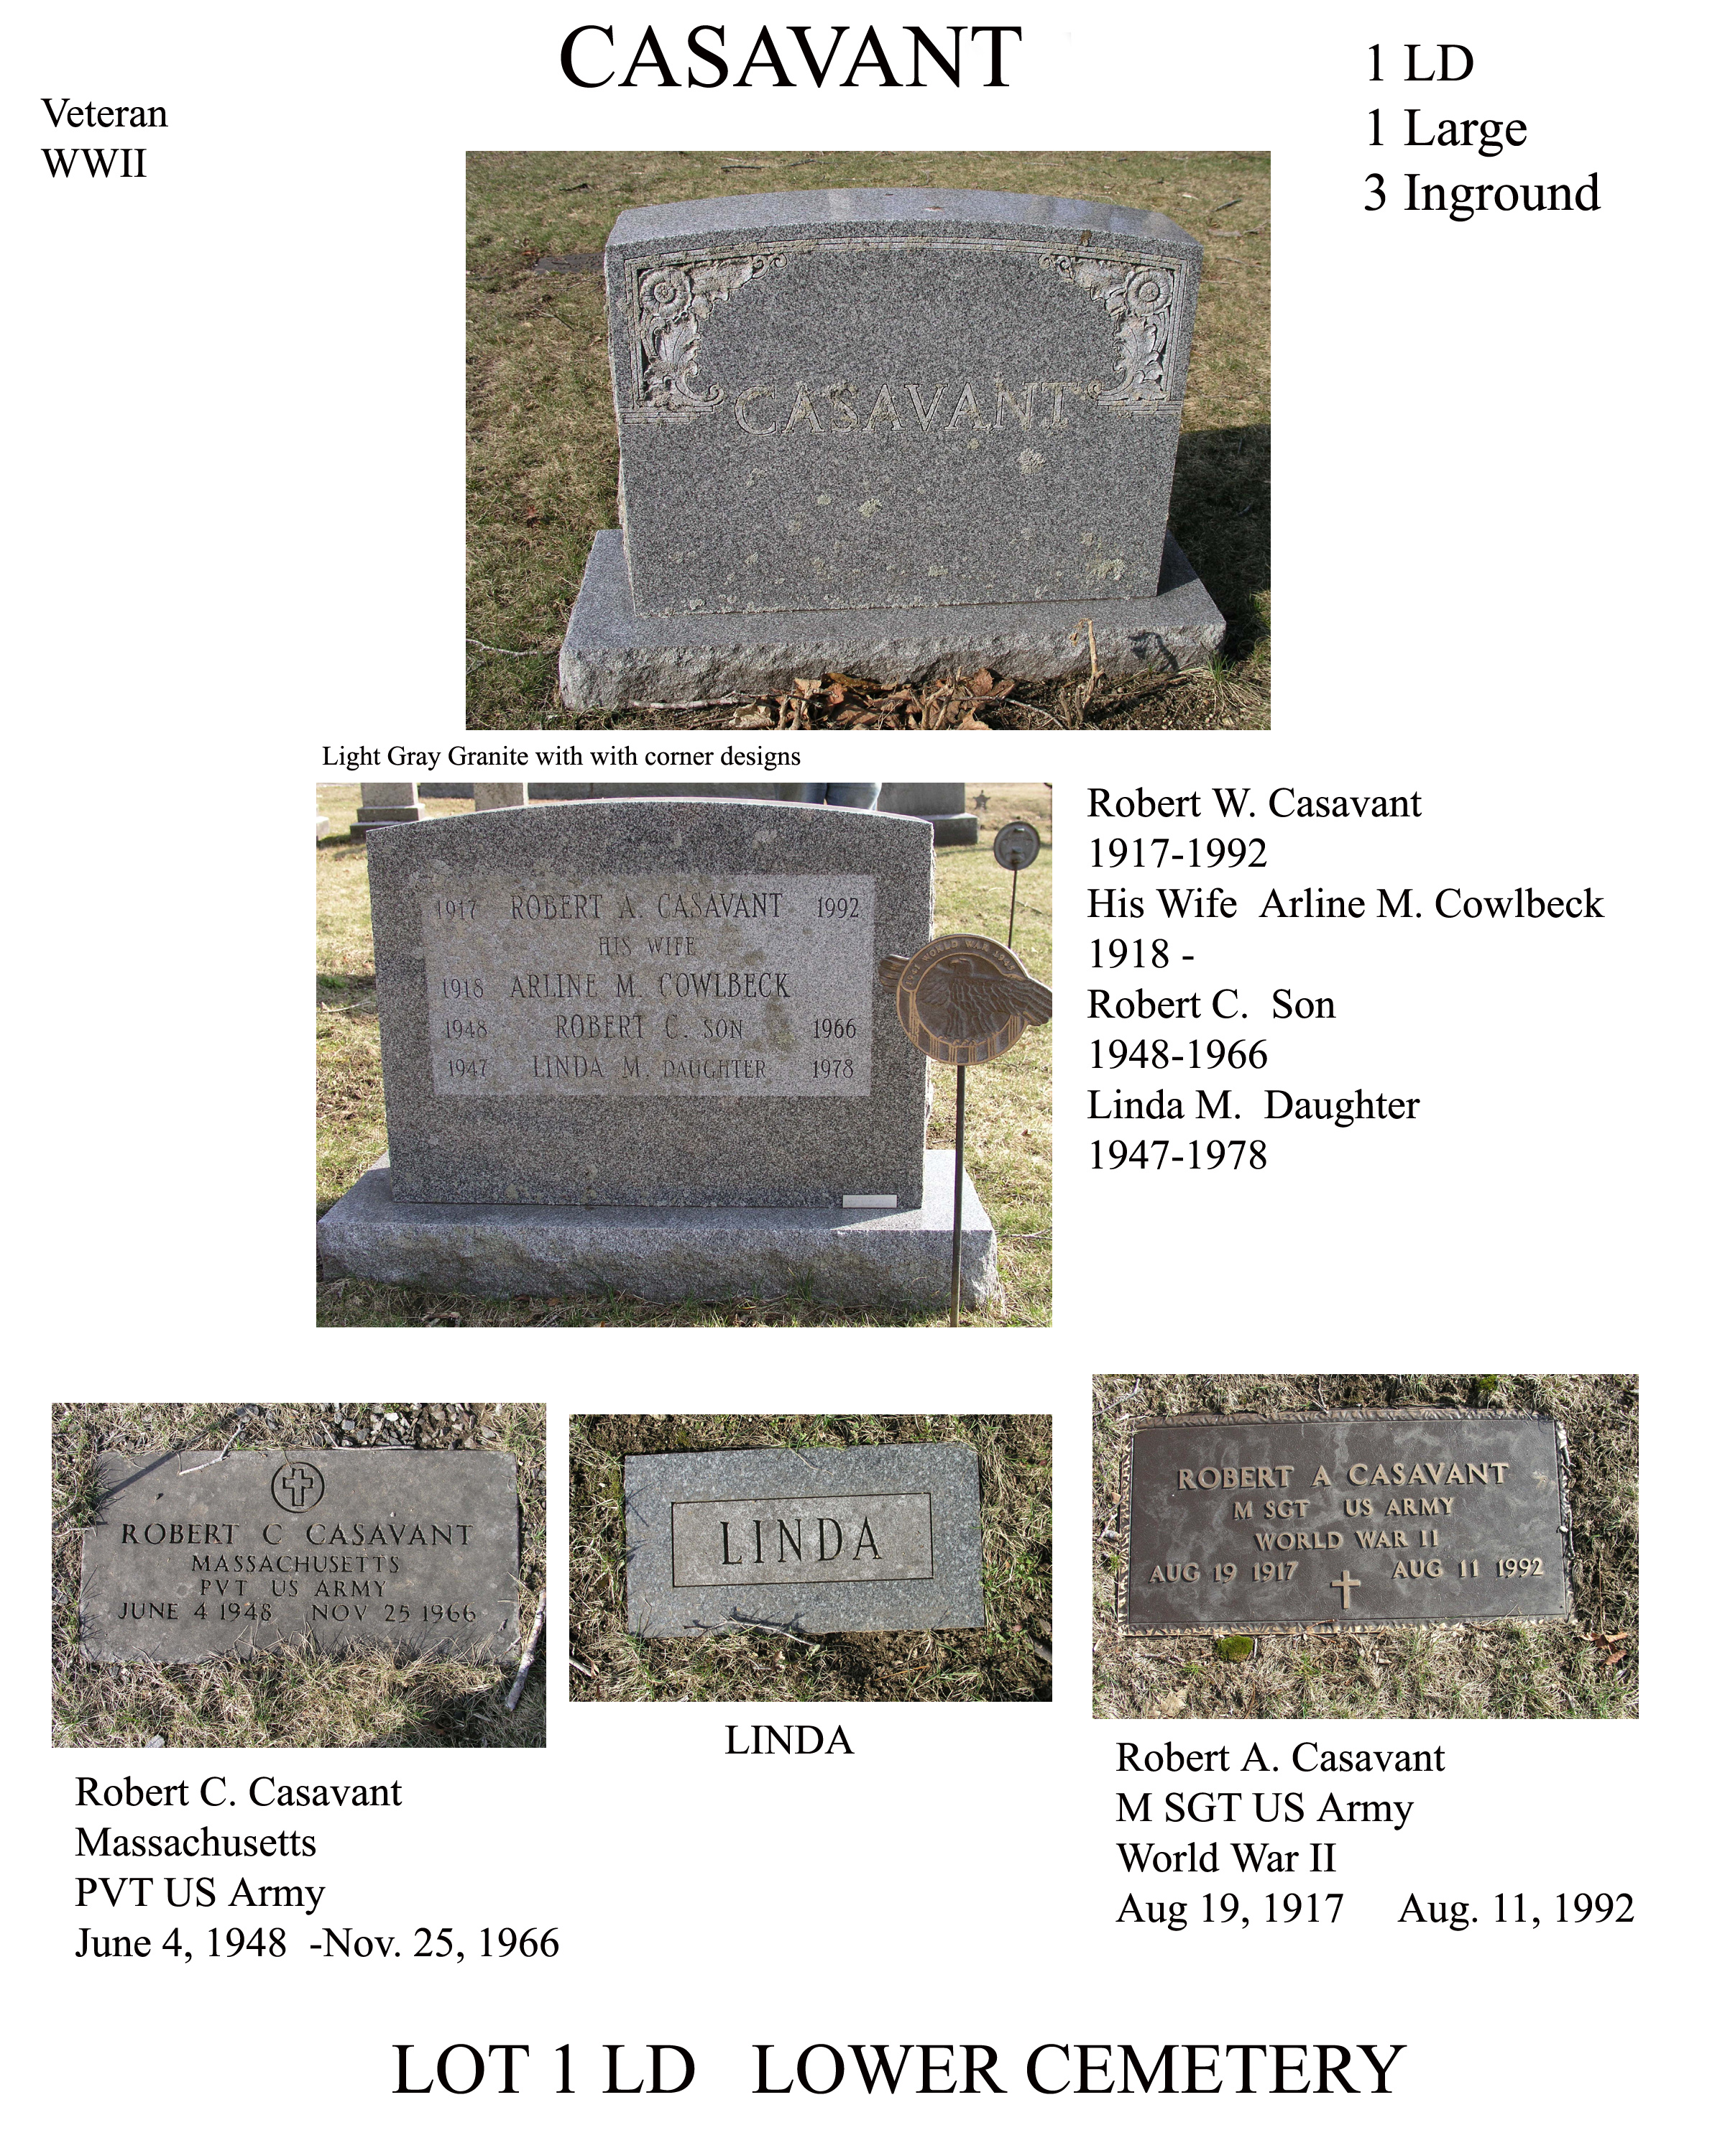 CASAVANT
1 LD
1 Large
3 Inground
Veteran
WWII
CASAVANT
Light Gray Granite with with corner designs
1917 ROBERT A. CASAVANT 1992
HIS WIFE
1918 ARLINE M. COWLBECK
1948 ROBERT C. SON 1966
1947 LINDA M. DAUGHTER 1978
WORLD WAR 1945
Robert W. Casavant
1917-1992
His Wife Arline M. Cowlbeck
1918 -
Robert C. Son
1948-1966
Linda M. Daughter
1947-1978
ROBERT C CASAVANT
MASSACHUSETTS
PVT US ARMY
JUNE 4 1948 NOV 25 1966
LINDA
ROBERT A CASAVANT
M SGT US ARMY
WORLD WAR II
AUG 19 1917 AUG 11 1992
Robert C. Casavant
Massachusetts
PVT US Army
June 4, 1948 -Nov. 25, 1966
LINDA
Robert A. Casavant
M SGT US Army
World War II
Aug 19, 1917 Aug. 11, 1992
LOT 1 LD LOWER CEMETERY